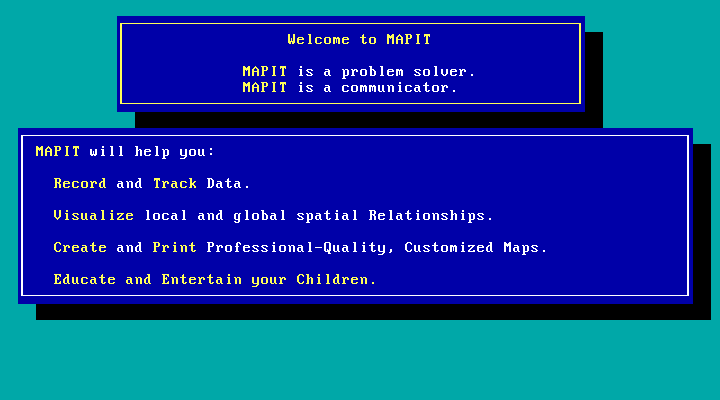 Welcome to MAPIT
MAPIT is a problem solver.
MAPIT is a communicator.
MAPIT will help you:
Record and Track Data.
Visualize local and global spatial Relationships.
Create and Print Professional-Quality, Customized Maps.
Educate and Entertain your Children.